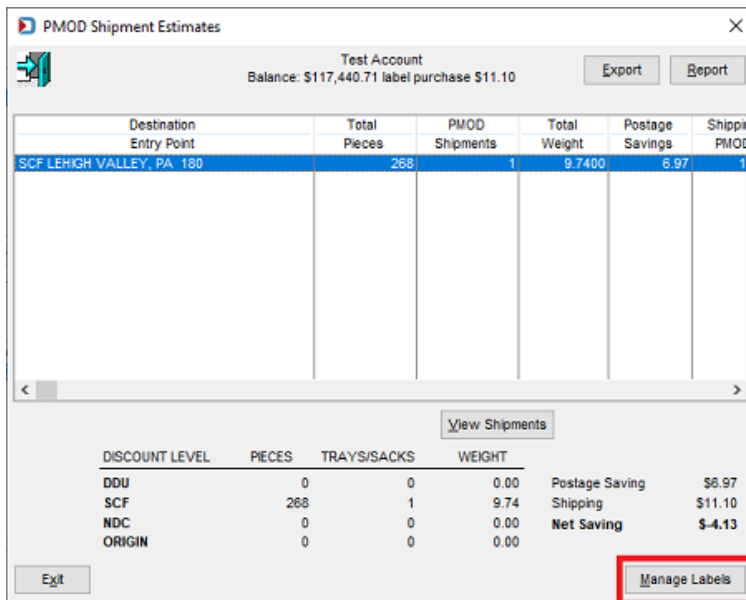 PMOD Shipment Estimates
Test Account
Balance: $117,440.71 label purchase $11.10
Export Report
Destination Total PMOD Total Postage Shippi
Entry Point Pieces Shipments Weight Savings PMOD
SCF LEHIGH VALLEY, PA 180 268 1 9.7400 6.97 1
View Shipments
DISCOUNT LEVEL PIECES TRAYS/SACKS WEIGHT
DDU 0 0 0.00 Postage Saving $6.97
SCF 268 1 9.74 Shipping $11.10
NDC 0 0 0.00 Net Saving $-4.13
ORIGIN 0 0 0.00
Exit Manage Labels